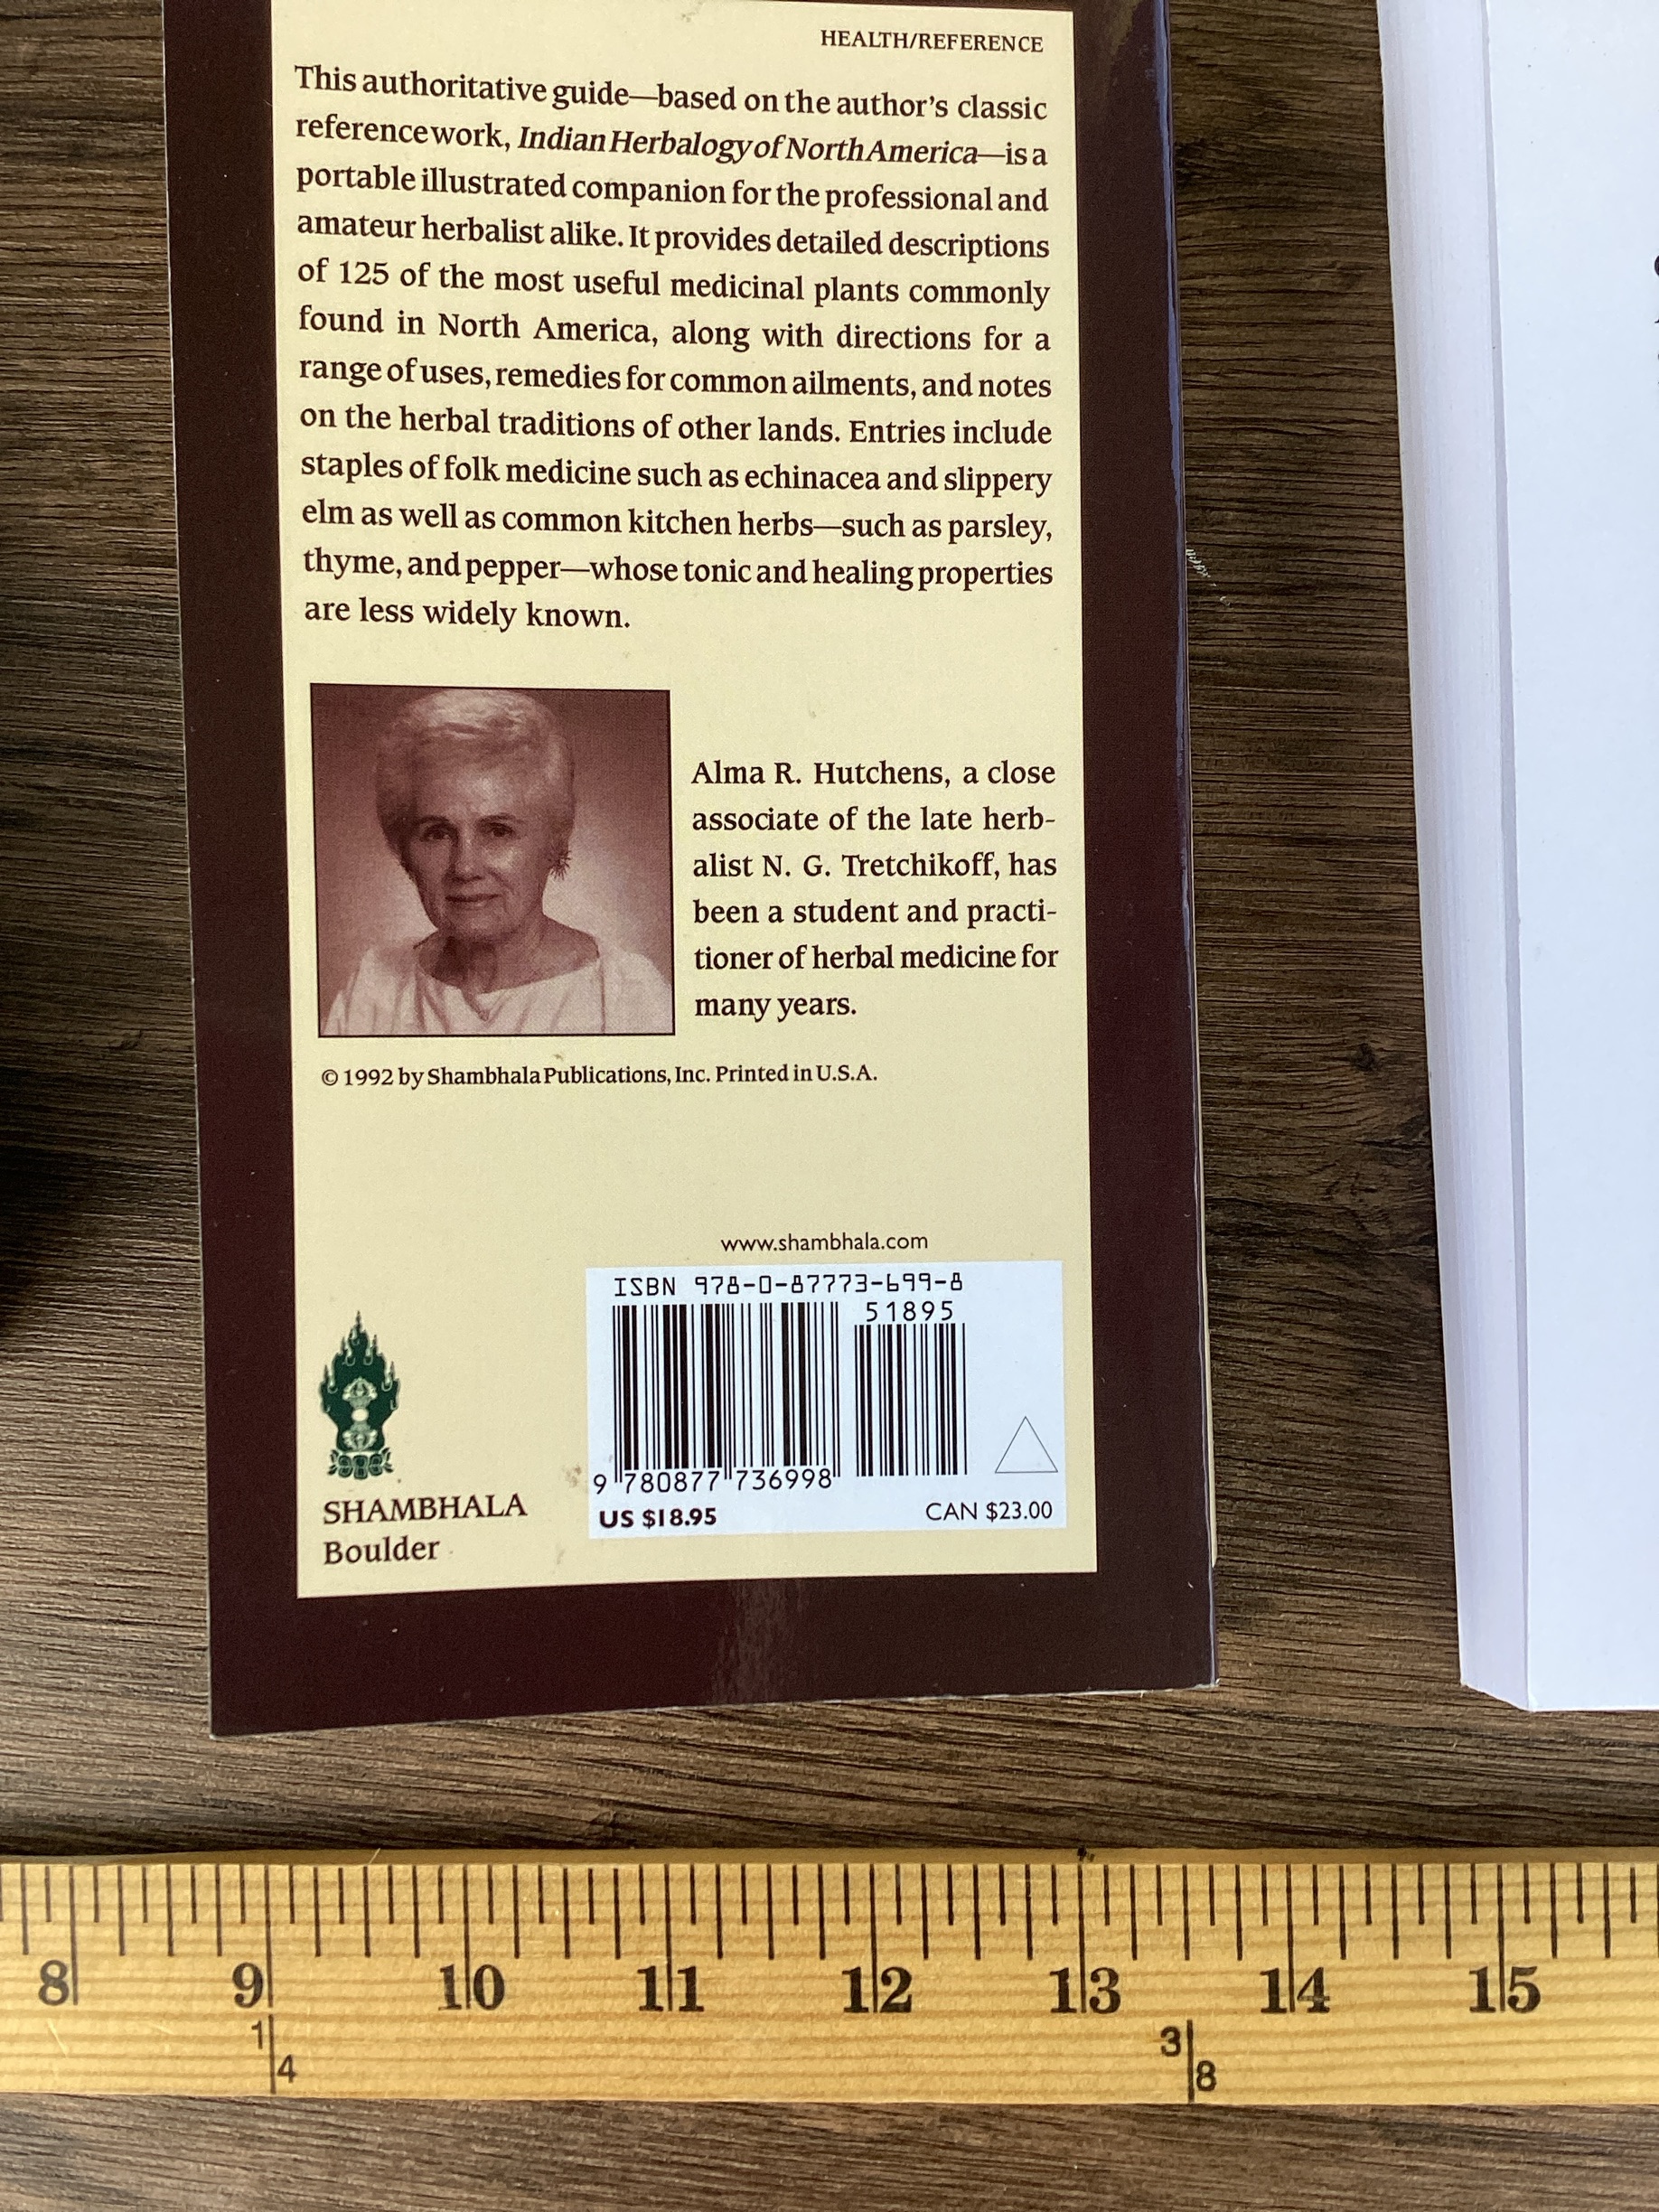 HEALTH/REFERENCE
This authoritative guide—based on the author's classic
reference work, Indian Herbalogy of North America—is a
portable illustrated companion for the professional and
amateur herbalist alike. It provides detailed descriptions
of 125 of the most useful medicinal plants commonly
found in North America, along with directions for a
range of uses, remedies for common ailments, and notes
on the herbal traditions of other lands. Entries include
staples of folk medicine such as echinacea and slippery
elm as well as common kitchen herbs—such as parsley,
thyme, and pepper—whose tonic and healing properties
are less widely known.
Alma R. Hutchens, a close
associate of the late herb-
alist N. G. Tretchikoff, has
been a student and practi-
tioner of herbal medicine for
many years.
© 1992 by Shambhala Publications, Inc. Printed in U.S.A.
www.shambhala.com
ISBN 978-0-87773-699-8
51895
9 780877 736998
US $18.95 CAN $23.00
SHAMBHALA
Boulder
8 9 10 11 12 13 14 15
1/4 3/8